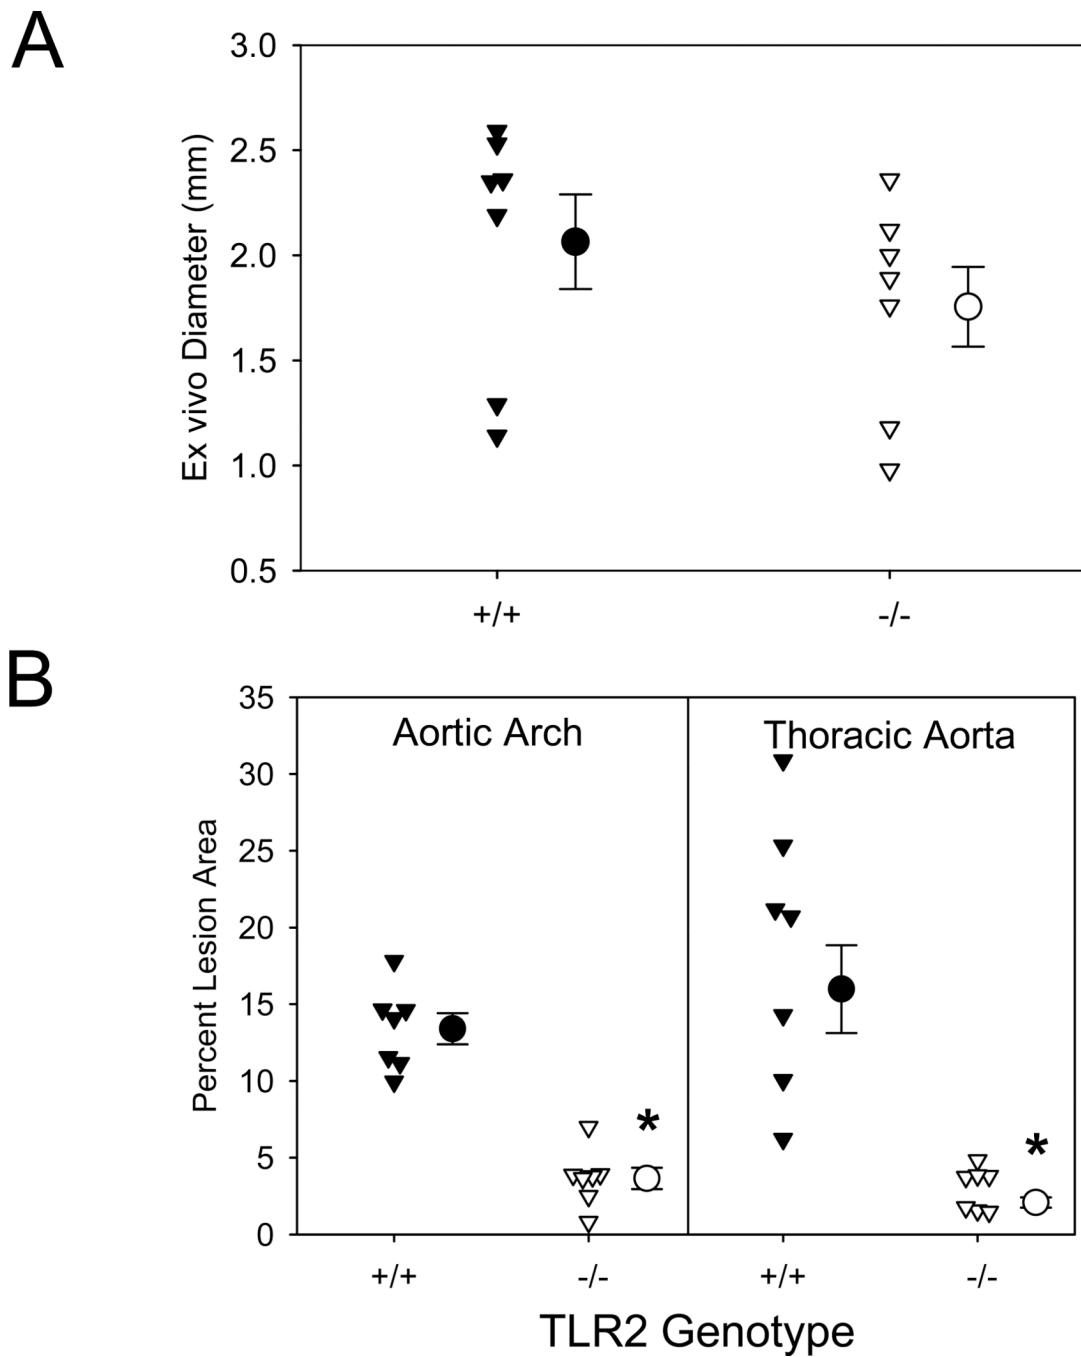 A
3.0
2.5
2.0
1.5
1.0
0.5
Ex vivo Diameter (mm)
+/+ -/-
B
35
30
25
20
15
10
5
0
Percent Lesion Area
Aortic Arch Thoracic Aorta
*
*
+/+ -/- +/+ -/-
TLR2 Genotype